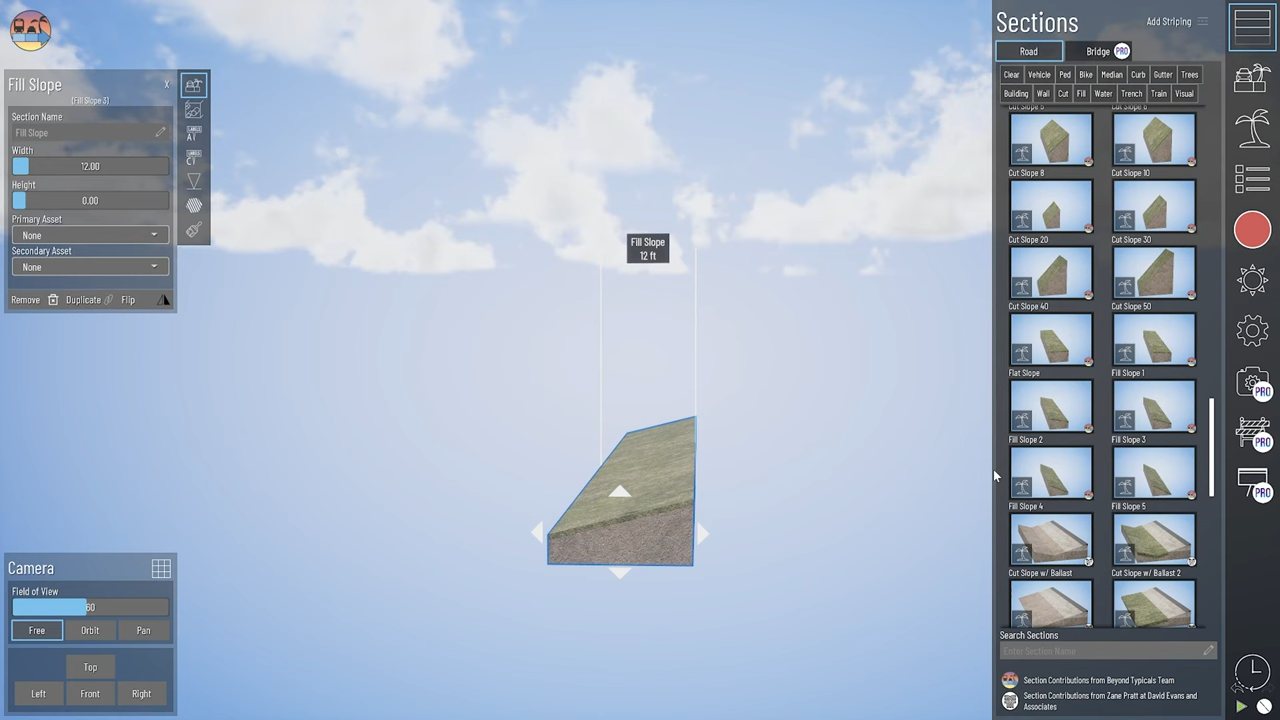 Fill Slope
X
(Fill Slope 3)
Section Name
Fill Slope
Width
12.00
Height
0.00
Primary Asset
None
Secondary Asset
None
Remove Duplicate Flip
Fill Slope
12 ft
Camera
Field of View
60
Free Orbit Pan
Top
Left Front Right
Sections
Add Striping
Road Bridge PRO
Clear Vehicle Ped Bike Median Curb Gutter Trees
Building Wall Cut Fill Water Trench Train Visual
Cut Slope 5 Cut Slope 6
Cut Slope 8 Cut Slope 10
Cut Slope 20 Cut Slope 30
Cut Slope 40 Cut Slope 50
Flat Slope Fill Slope 1
Fill Slope 2 Fill Slope 3
Fill Slope 4 Fill Slope 5
Cut Slope w/ Ballast Cut Slope w/ Ballast 2
Search Sections
Enter Section Name
Section Contributions from Beyond Typicals Team
Section Contributions from Zane Pratt at David Evans and
Associates
PRO
PRO
PRO